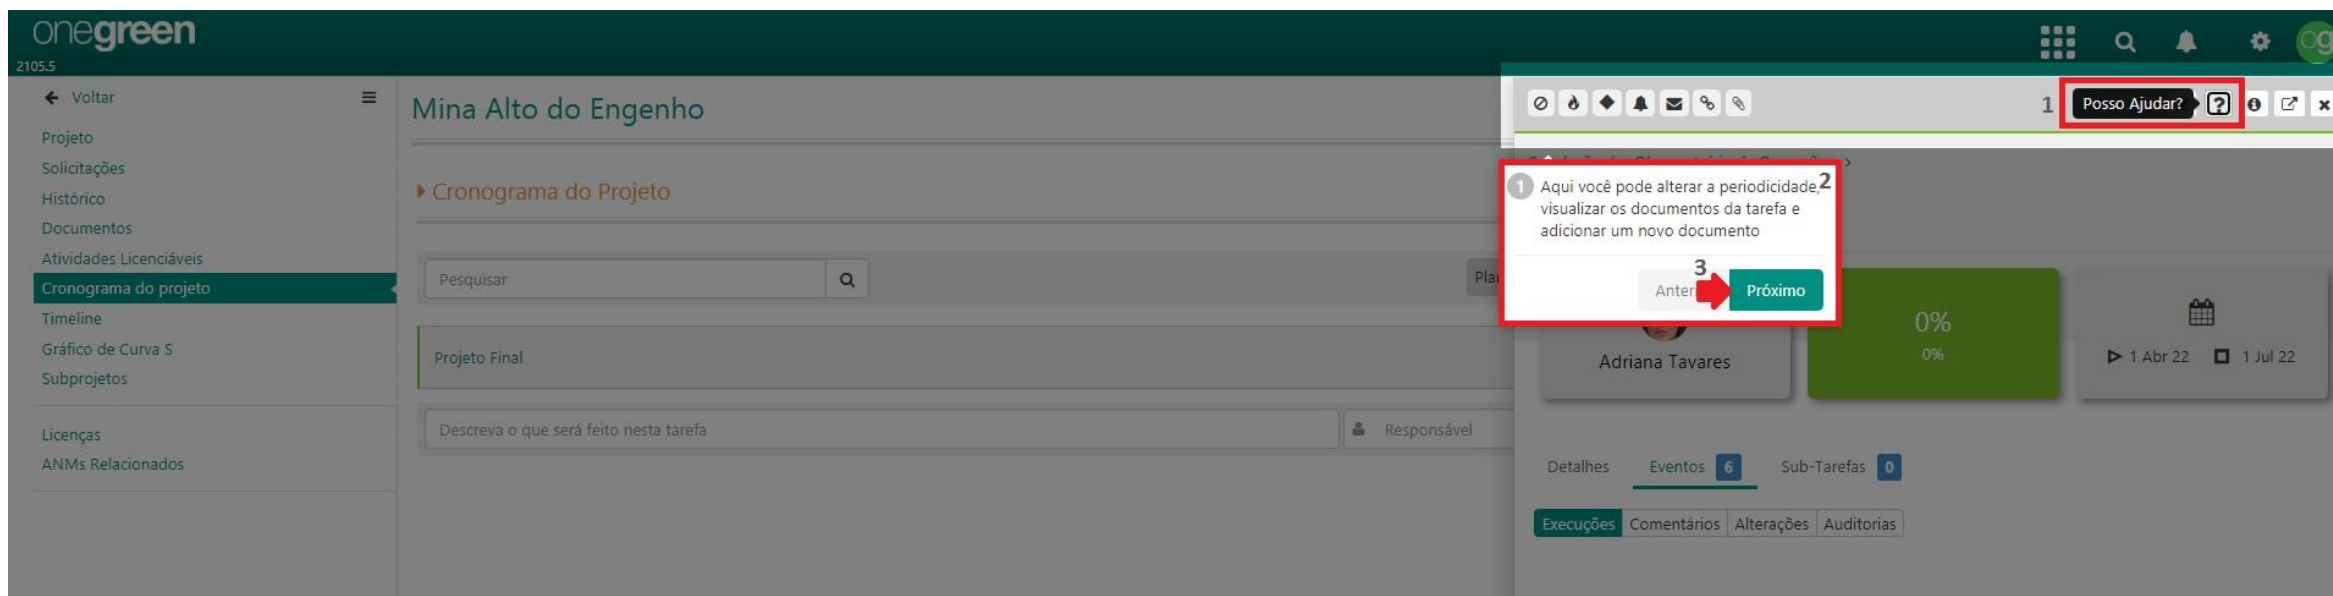 onegreen
2105.5
Voltar
Projeto
Solicitações
Histórico
Documentos
Atividades Licenciáveis
Cronograma do projeto
Timeline
Gráfico de Curva S
Subprojetos
Licenças
ANMs Relacionados
Mina Alto do Engenho
Cronograma do Projeto
Pesquisar
Projeto Final
Descreva o que será feito nesta tarefa
Responsável
og
1
Posso Ajudar? ?
1 Aqui você pode alterar a periodicidade, 2
visualizar os documentos da tarefa e
adicionar um novo documento
3
Próximo
Adriana Tavares
0%
0%
1 Abr 22 1 Jul 22
Detalhes Eventos 6 Sub-Tarefas 0
Execuções Comentários Alterações Auditorias